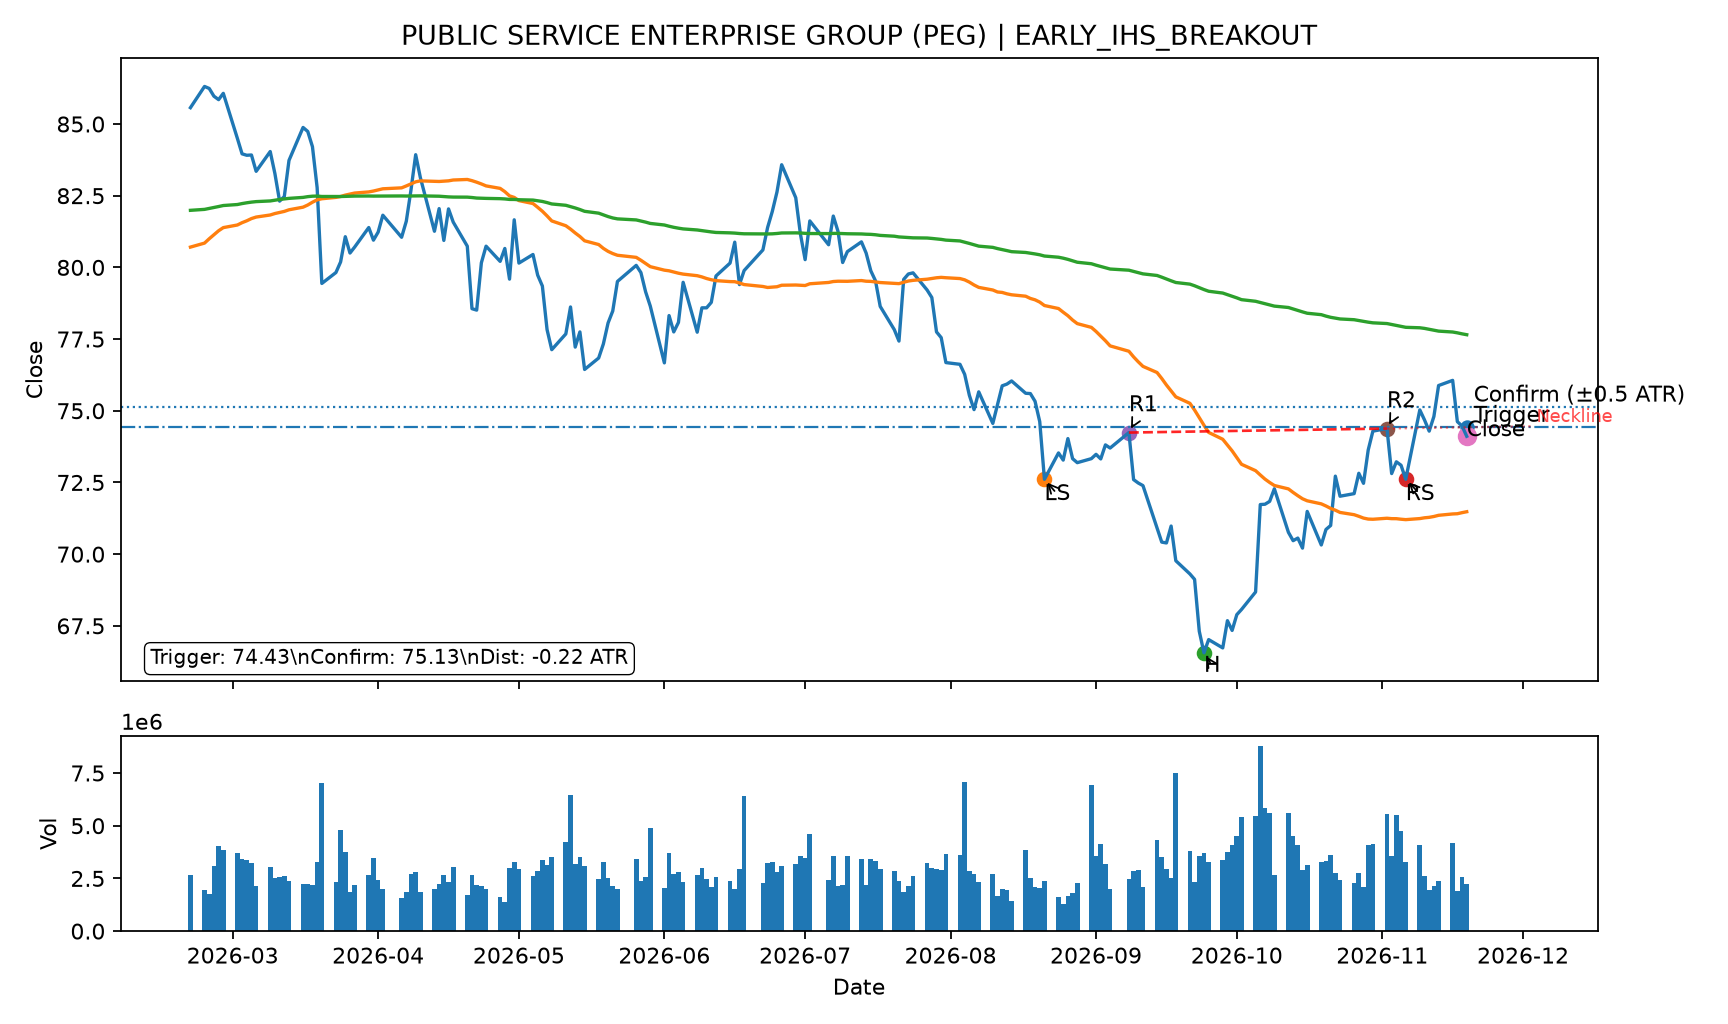 PUBLIC SERVICE ENTERPRISE GROUP (PEG) | EARLY_IHS_BREAKOUT
Close
85.0
82.5
80.0
77.5
75.0
72.5
70.0
67.5
R1
R2
LS
RS
H
Confirm (±0.5 ATR)
Trigger
Neckline
Close
Trigger: 74.43\nConfirm: 75.13\nDist: -0.22 ATR
1e6
Vol
7.5
5.0
2.5
0.0
2026-03 2026-04 2026-05 2026-06 2026-07 2026-08 2026-09 2026-10 2026-11 2026-12
Date